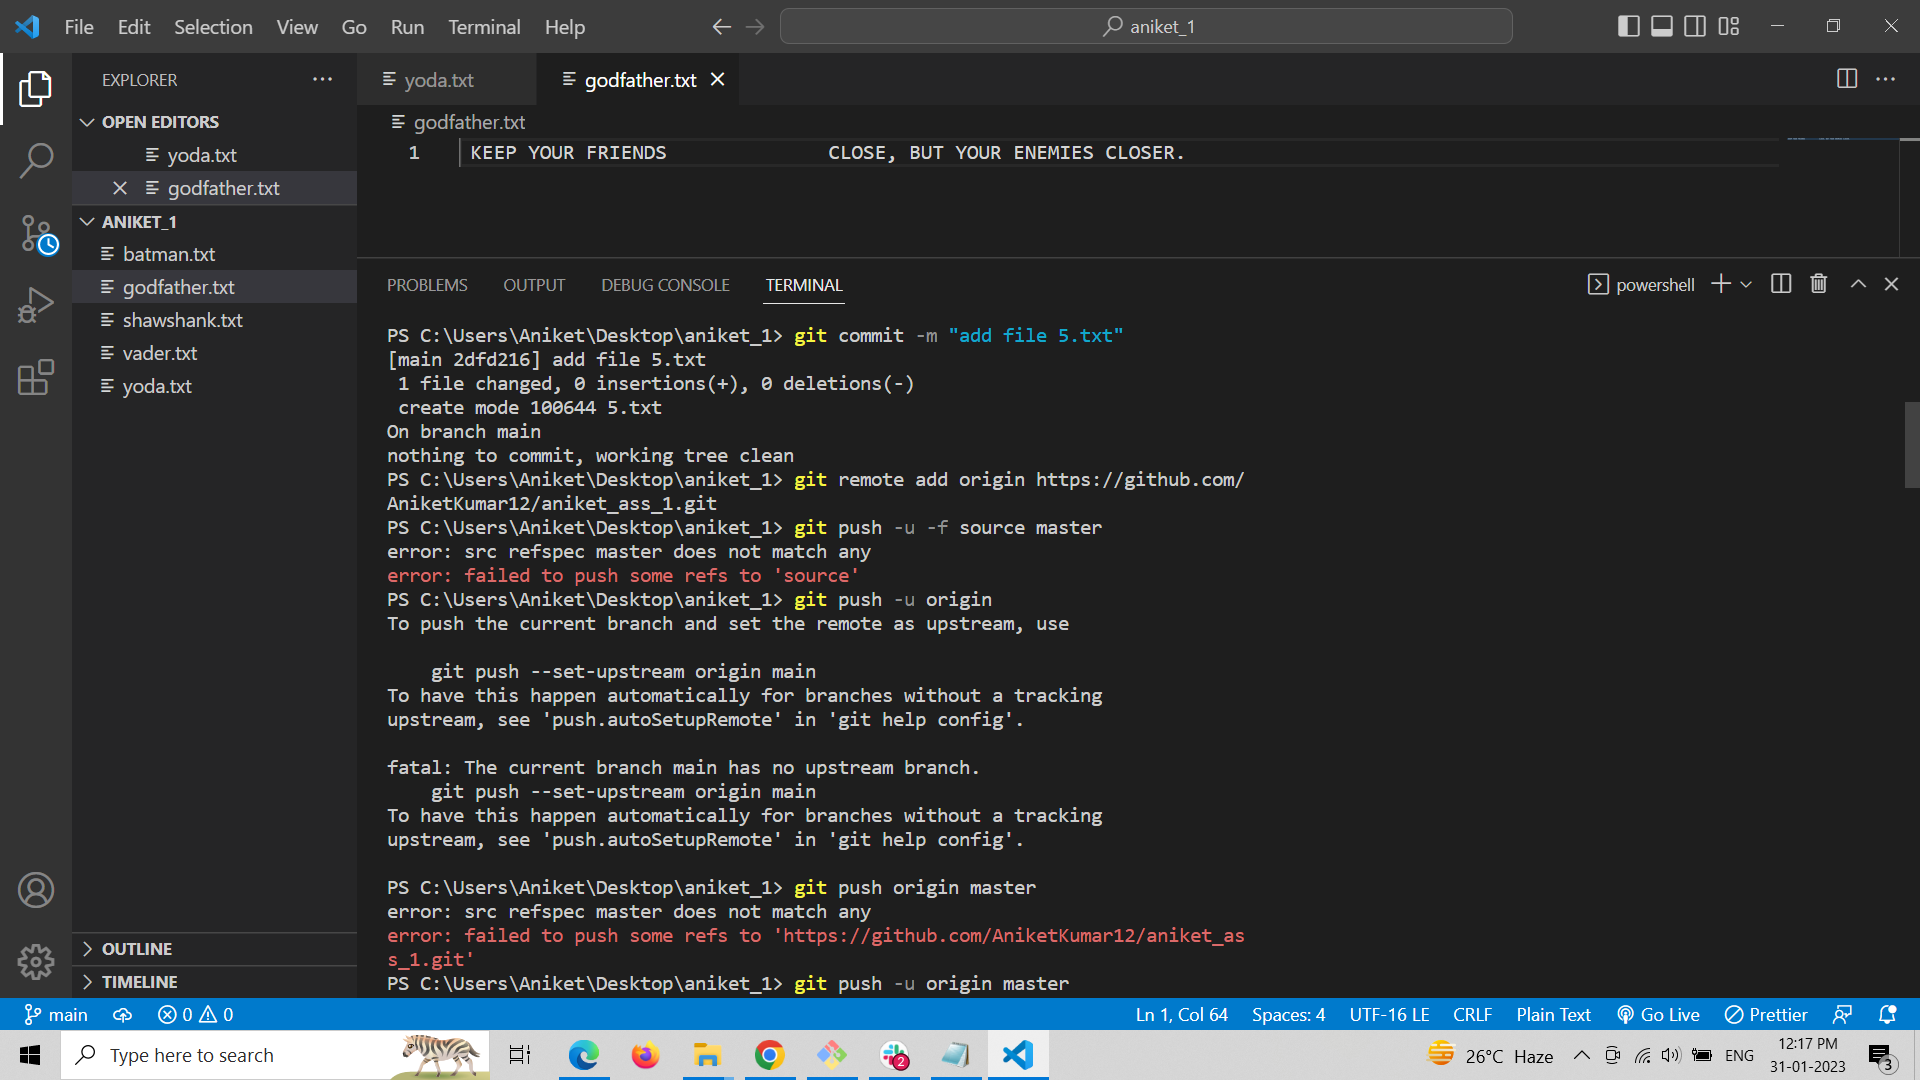 File Edit Selection View Go Run Terminal Help
aniket_1
EXPLORER
OPEN EDITORS
yoda.txt
godfather.txt
ANIKET_1
batman.txt
godfather.txt
shawshank.txt
vader.txt
yoda.txt
OUTLINE
TIMELINE
yoda.txt godfather.txt
godfather.txt
1 KEEP YOUR FRIENDS CLOSE, BUT YOUR ENEMIES CLOSER.
PROBLEMS OUTPUT DEBUG CONSOLE TERMINAL
powershell
PS C:\Users\Aniket\Desktop\aniket_1> git commit -m "add file 5.txt"
[main 2dfd216] add file 5.txt
1 file changed, 0 insertions(+), 0 deletions(-)
create mode 100644 5.txt
On branch main
nothing to commit, working tree clean
PS C:\Users\Aniket\Desktop\aniket_1> git remote add origin https://github.com/
AniketKumar12/aniket_ass_1.git
PS C:\Users\Aniket\Desktop\aniket_1> git push -u -f source master
error: src refspec master does not match any
error: failed to push some refs to 'source'
PS C:\Users\Aniket\Desktop\aniket_1> git push -u origin
To push the current branch and set the remote as upstream, use
git push --set-upstream origin main
To have this happen automatically for branches without a tracking
upstream, see 'push.autoSetupRemote' in 'git help config'.
fatal: The current branch main has no upstream branch.
git push --set-upstream origin main
To have this happen automatically for branches without a tracking
upstream, see 'push.autoSetupRemote' in 'git help config'.
PS C:\Users\Aniket\Desktop\aniket_1> git push origin master
error: src refspec master does not match any
error: failed to push some refs to 'https://github.com/AniketKumar12/aniket_as
s_1.git'
PS C:\Users\Aniket\Desktop\aniket_1> git push -u origin master
main 0 0 Ln 1, Col 64 Spaces: 4 UTF-16 LE CRLF Plain Text Go Live Prettier
Type here to search 2 26°C Haze ENG 12:17 PM 3
31-01-2023